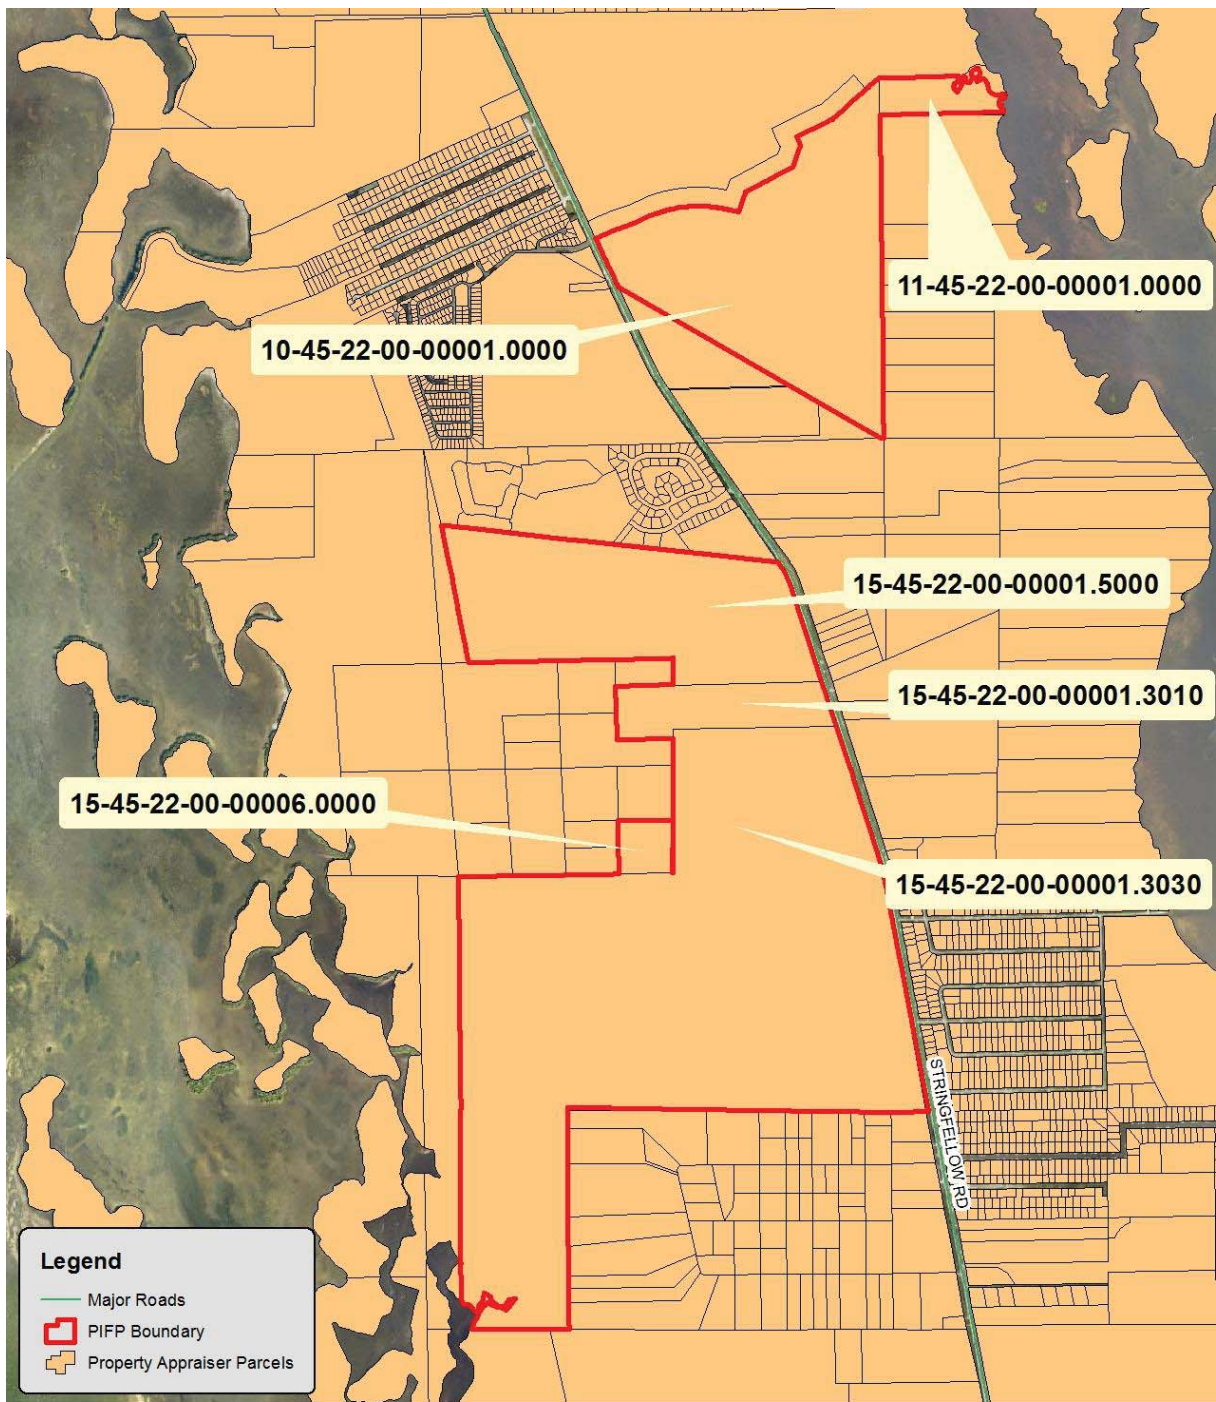 11-45-22-00-00001.0000
10-45-22-00-00001.0000
15-45-22-00-00001.5000
15-45-22-00-00001.3010
15-45-22-00-00006.0000
15-45-22-00-00001.3030
STRINGFELLOW RD
Legend
Major Roads
PIFP Boundary
Property Appraiser Parcels